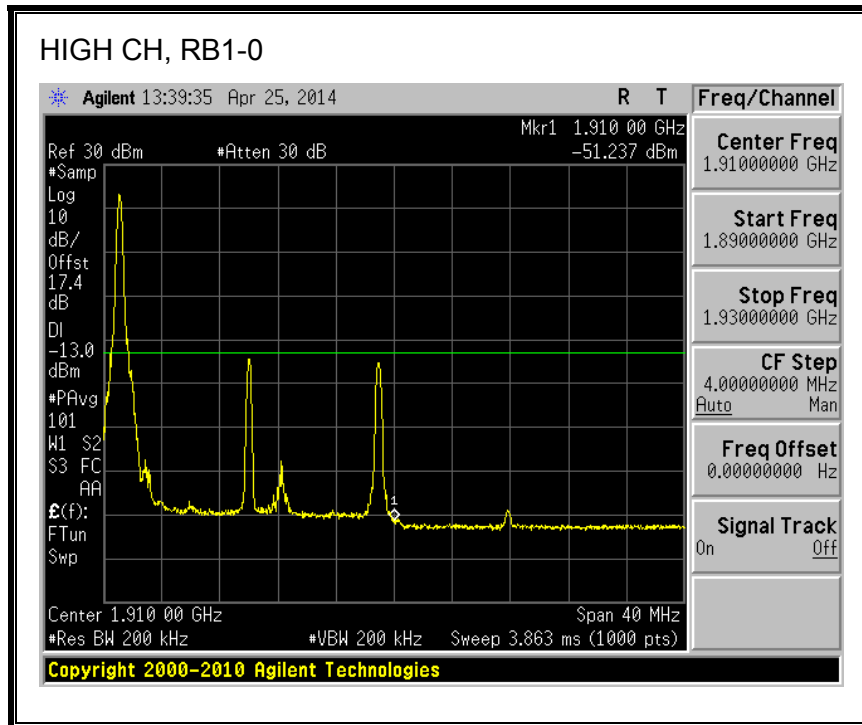 HIGH CH, RB1-0
Agilent 13:39:35 Apr 25, 2014 R T
Freq/Channel
Mkr1 1.910 00 GHz
Ref 30 dBm #Atten 30 dB -51.237 dBm
#Samp
Log
10
dB/
Offst
17.4
dB
DI
-13.0
dBm
#PAvg
101
W1 S2
S3 FC
AA
£(f):
FTun
Swp
1
Center 1.910 00 GHz Span 40 MHz
#Res BW 200 kHz #VBW 200 kHz Sweep 3.863 ms (1000 pts)
Center Freq
1.91000000 GHz
Start Freq
1.89000000 GHz
Stop Freq
1.93000000 GHz
CF Step
4.00000000 MHz
Auto Man
Freq Offset
0.00000000 Hz
Signal Track
On Off
Copyright 2000-2010 Agilent Technologies